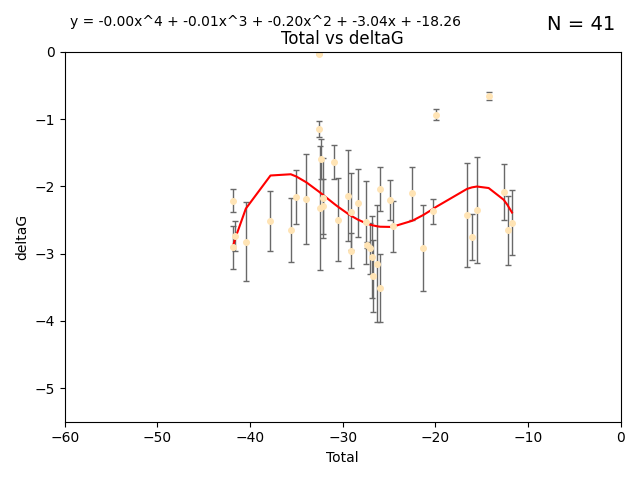 y = -0.00x^4 + -0.01x^3 + -0.20x^2 + -3.04x + -18.26
N = 41
Total vs deltaG
0
−1
−2
−3
−4
−5
deltaG
−60
−50
−40
−30
−20
−10
0
Total